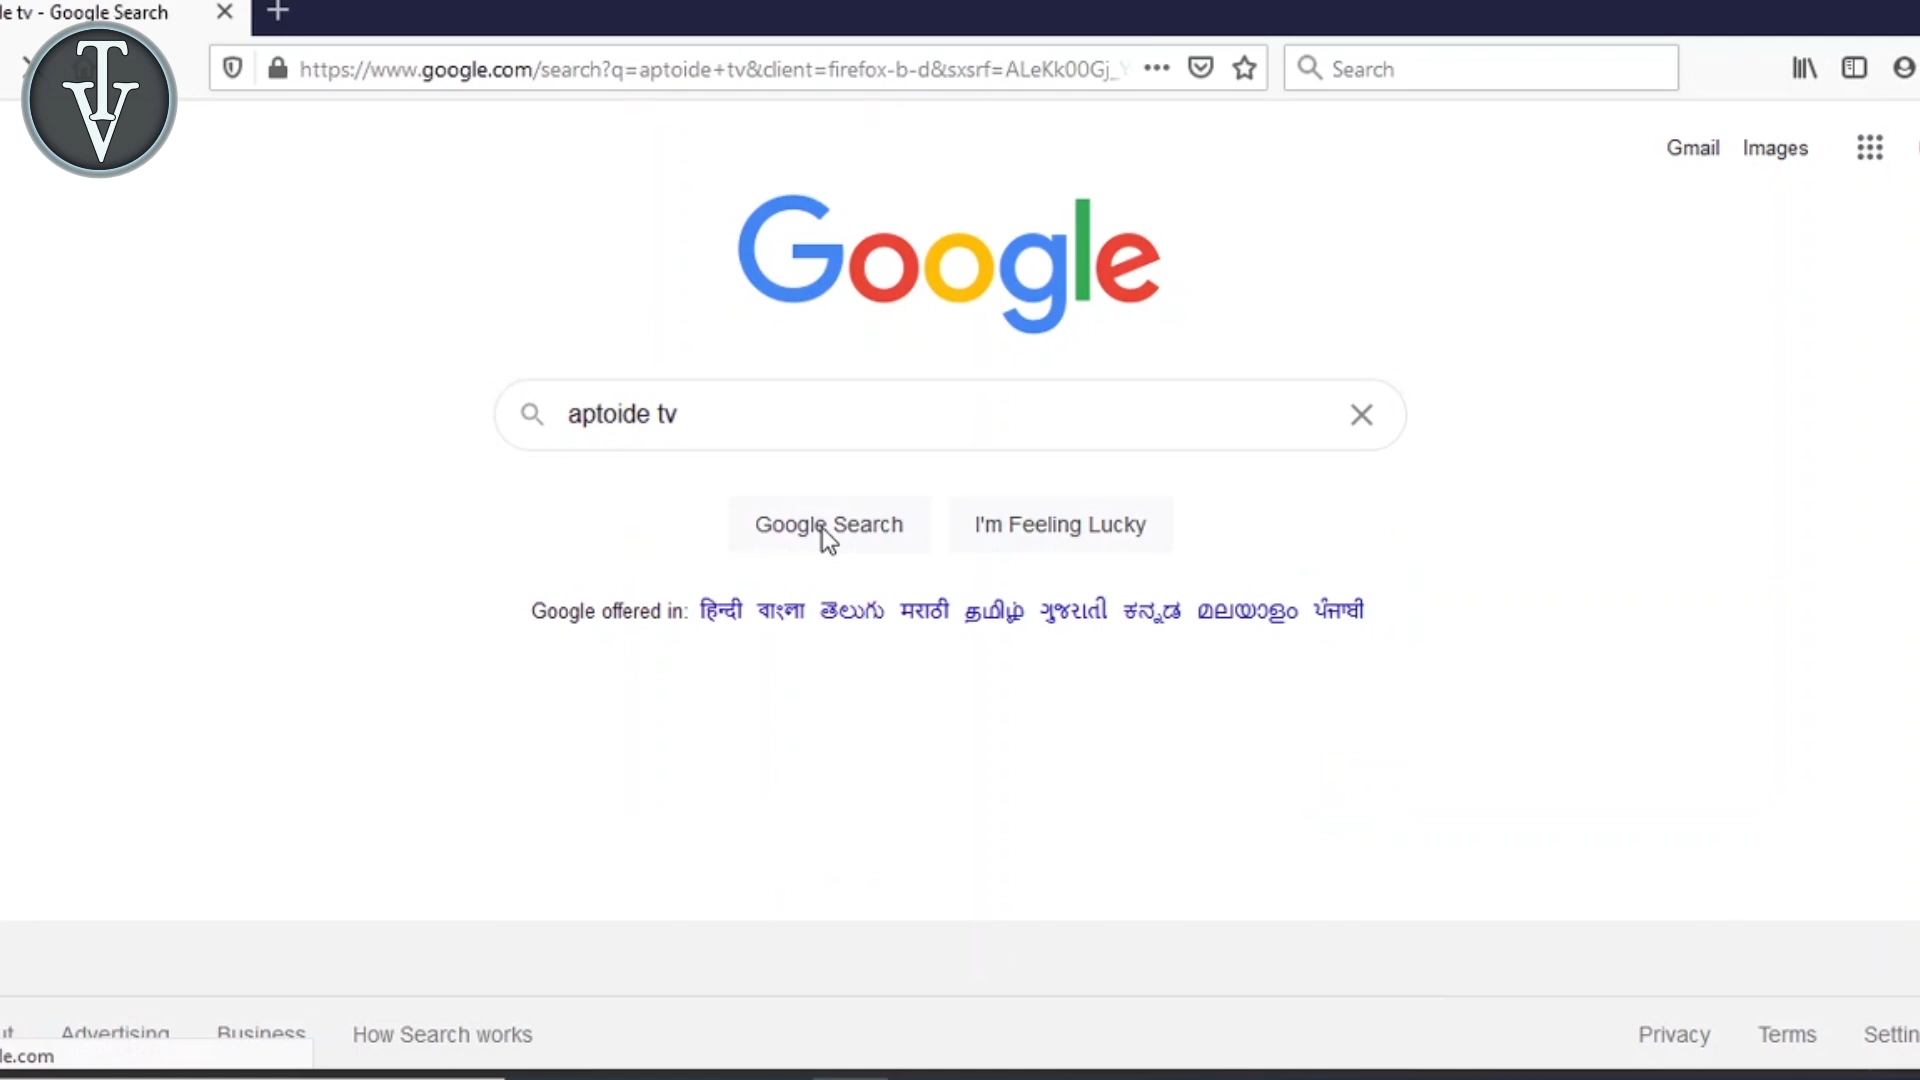 le tv - Google Search
https://www.google.com/search?q=aptoide+tv&client=firefox-b-d&sxsrf=ALeKk00Gj_
Search
TV
Gmail Images
Google
aptoide tv
Google Search I'm Feeling Lucky
Google offered in: हिन्दी বাংলা తెలుగు मराठी தமிழ் ગુજરાતી ಕನ್ನಡ മലയാളം ਪੰਜਾਬੀ
Advertising Business How Search works Privacy Terms Settin
le.com